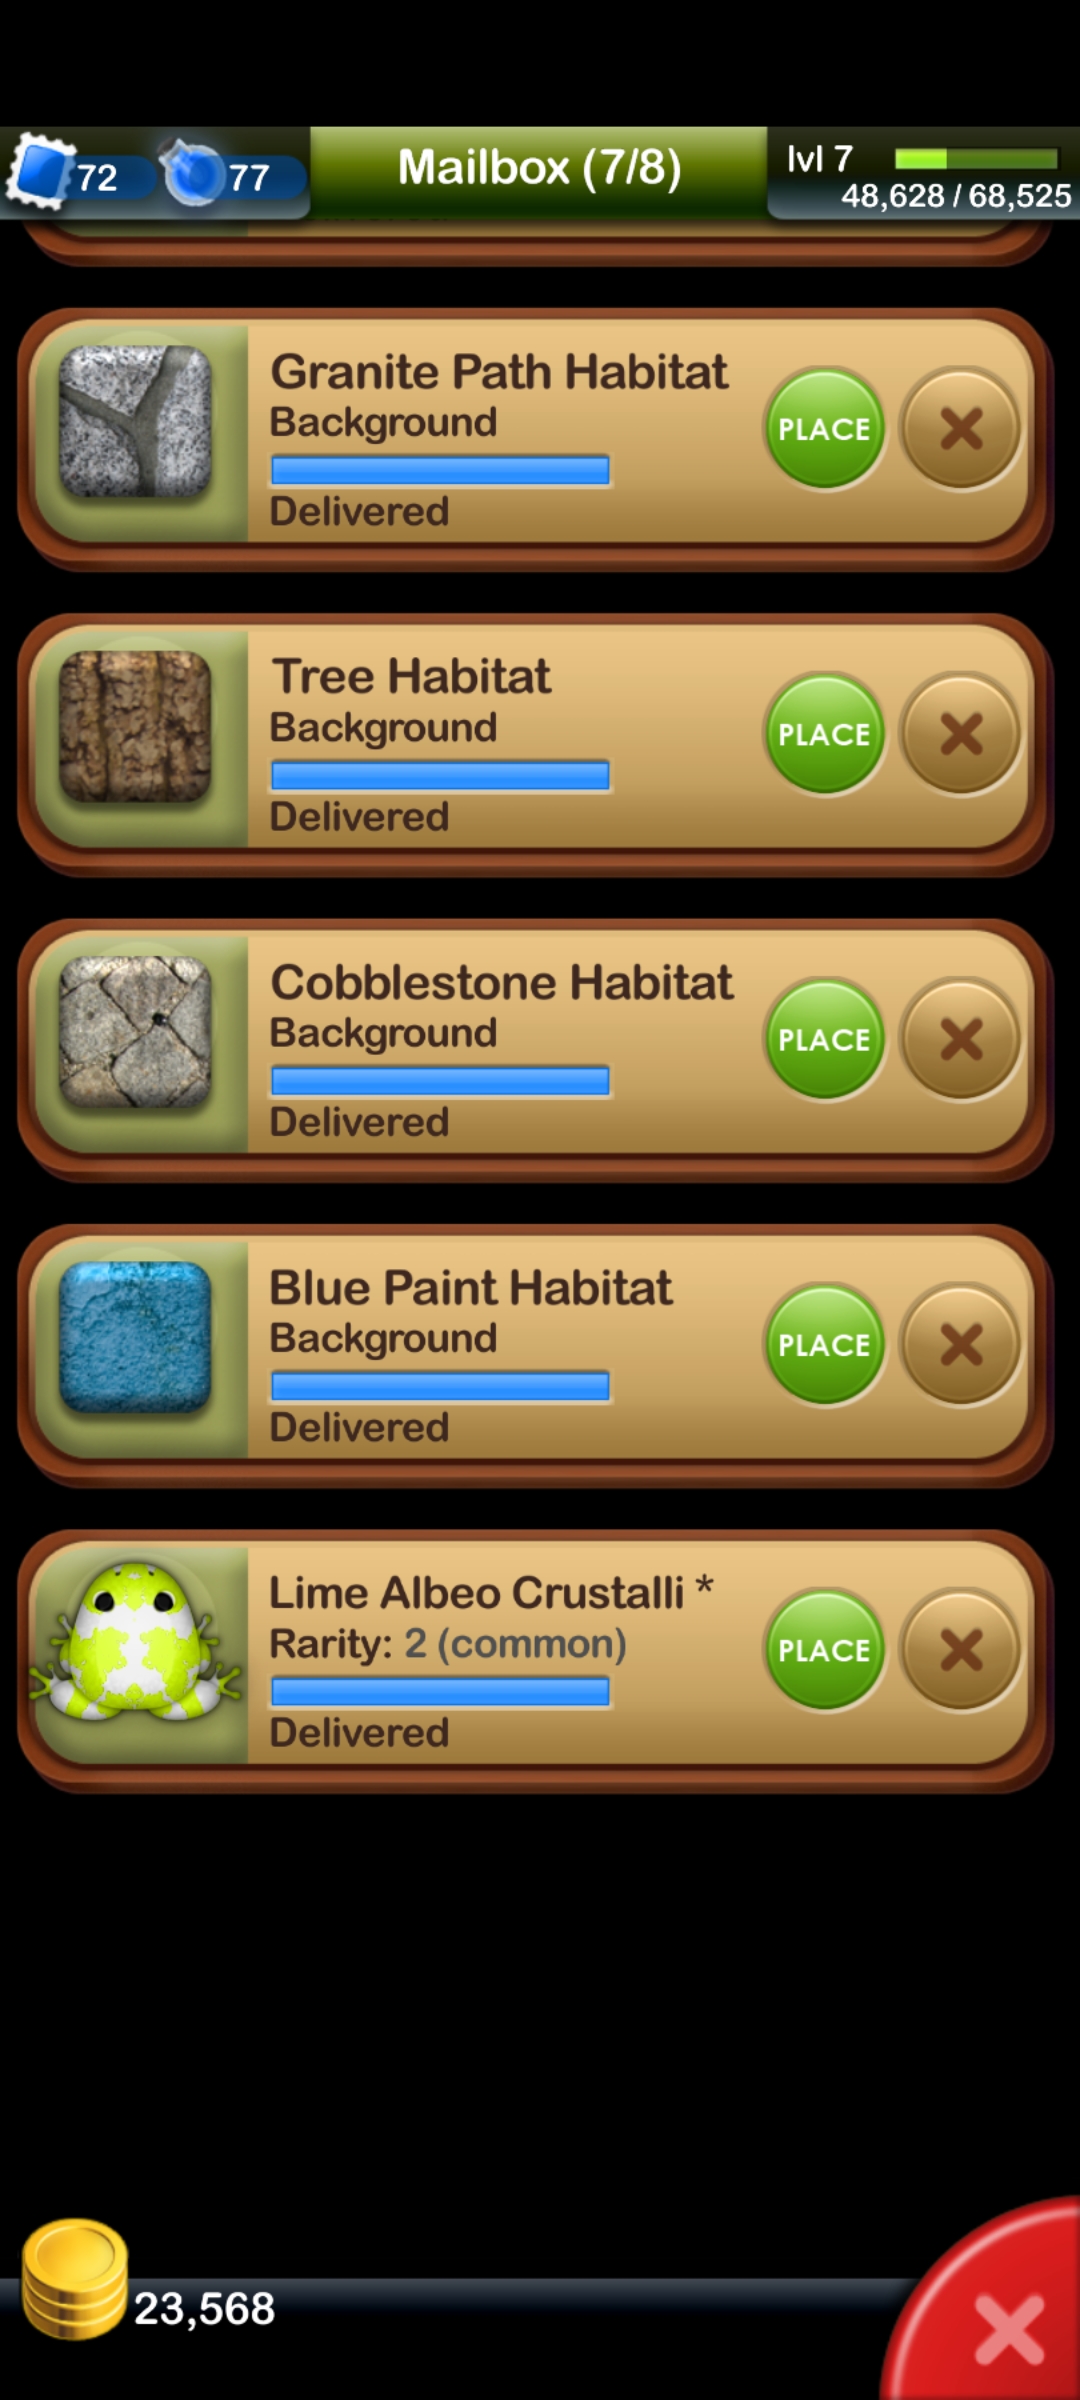 72
77
Mailbox (7/8)
lvl 7
48,628 / 68,525
Granite Path Habitat
Background
Delivered
PLACE
Tree Habitat
Background
Delivered
PLACE
Cobblestone Habitat
Background
Delivered
PLACE
Blue Paint Habitat
Background
Delivered
PLACE
Lime Albeo Crustalli *
Rarity: 2 (common)
Delivered
PLACE
23,568